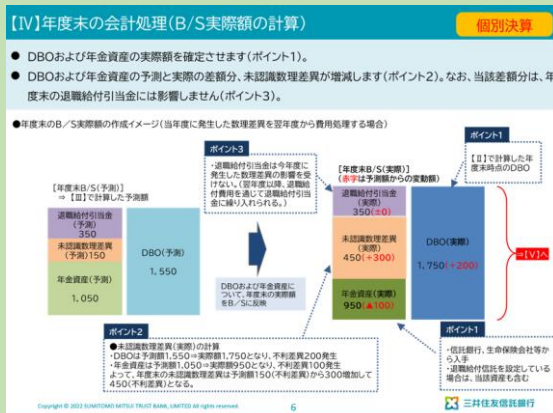 【Ⅳ】年度末の会計処理(B/S実際額の計算)
個別決算
● DBOおよび年金資産の実際額を確定させます(ポイント1)。
● DBOおよび年金資産の予測と実際の差額分、未認識数理差異が増減します(ポイント2)。なお、当該差額分は、年
度末の退職給付引当金には影響しません(ポイント3)。
●年度末のB/S実際額の作成イメージ(当年度に発生した数理差異を翌年度から費用処理する場合)
ポイント3
・退職給付引当金は今年度に
発生した数理差異の影響を受
けない。(翌年度以降、退職給
付費用を通じて退職給付引当
金に繰り入れられる。)
ポイント1
【Ⅱ】で計算した年
度末時点のDBO
[年度末B/S(予測)]
⇒ 【Ⅲ】で計算した予測額
退職給付引当金
(予測)
350
未認識数理差異
(予測)150
年金資産(予測)
1,050
DBO(予測)
1,550
DBOおよび年金資産に
ついて、年度末の実際額
をB/Sに反映
[年度末B/S(実際)]
(赤字は予測額からの変動額)
退職給付引当金
(実際)
350(±0)
未認識数理差異
(実際)
450(+300)
年金資産(実際)
950(▲100)
DBO(実際)
1,750(+200)
⇒【Ⅴ】へ
ポイント2
●未認識数理差異(実際)の計算
・DBOは予測額1,550⇒実際額1,750となり、不利差異200発生
・年金資産は予測額1,050⇒実際額950となり、不利差異100発生
よって、年度末の未認識数理差異は予測額150(不利差異)から300増加して
450(不利差異)となる。
ポイント1
・信託銀行、生命保険会社等か
ら入手
・退職給付信託を設定している
場合は、当該資産も含む
Copyright © 2022 SUMITOMO MITSUI TRUST BANK, LIMITED All rights reserved.
6
三井住友信託銀行